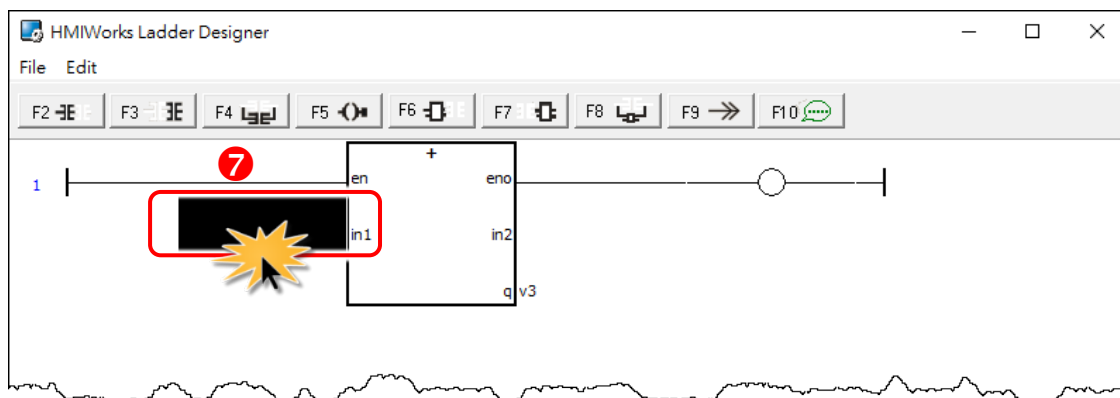 HMIWorks Ladder Designer
File Edit
F2 F3 F4 F5 F6 F7 F8 F9 F10
7
+
1 en eno
in1 in2
q v3